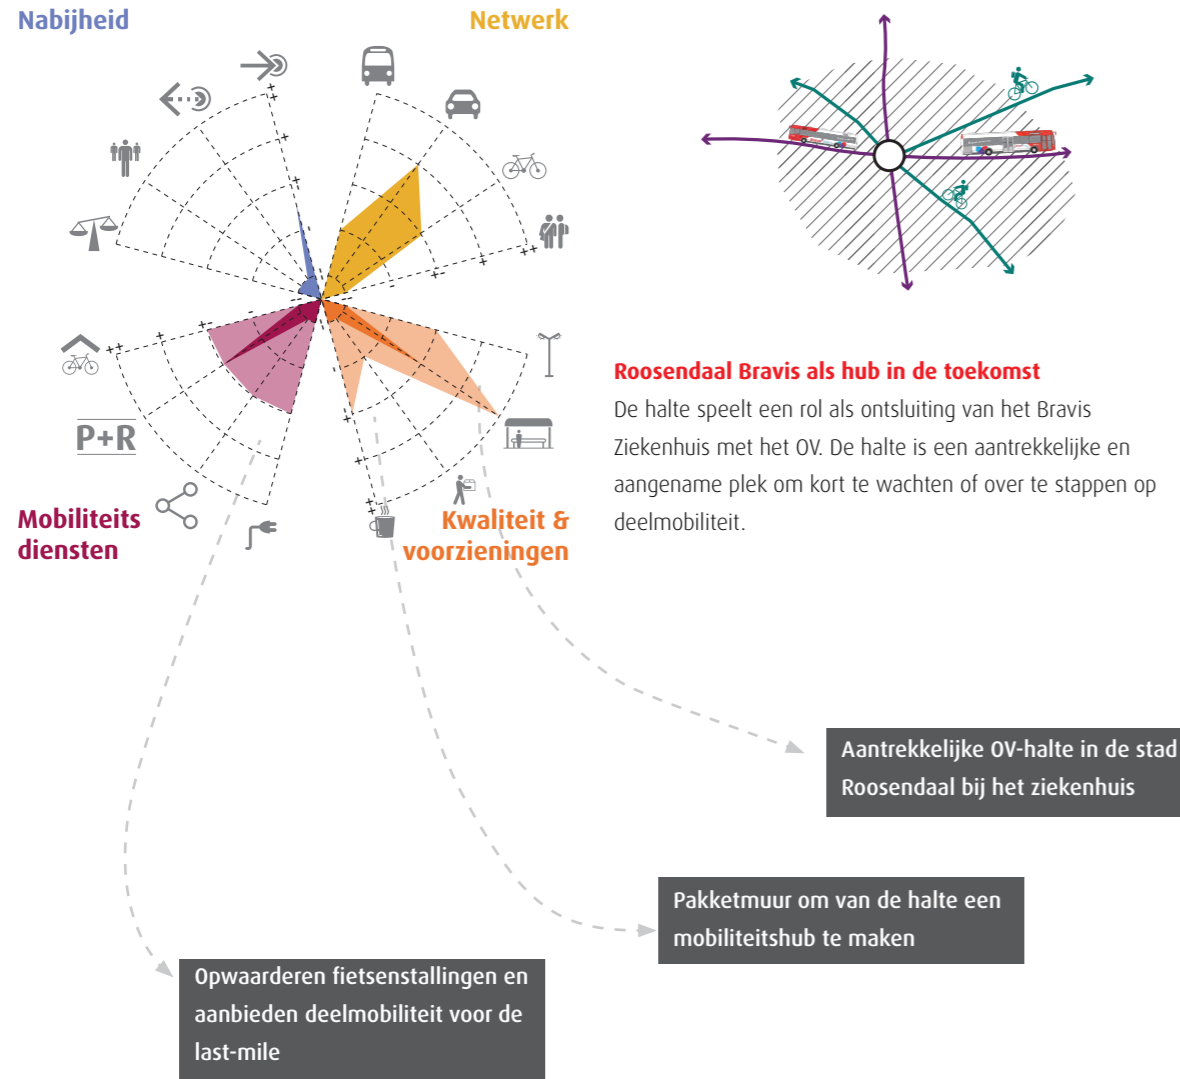 Nabijheid
Netwerk
P+R
Mobiliteits
diensten
Kwaliteit &
voorzieningen
Roosendaal Bravis als hub in de toekomst
De halte speelt een rol als ontsluiting van het Bravis
Ziekenhuis met het OV. De halte is een aantrekkelijke en
aangename plek om kort te wachten of over te stappen op
deelmobiliteit.
Aantrekkelijke OV-halte in de stad
Roosendaal bij het ziekenhuis
Pakketmuur om van de halte een
mobiliteitshub te maken
Opwaarderen fietsenstallingen en
aanbieden deelmobiliteit voor de
last-mile